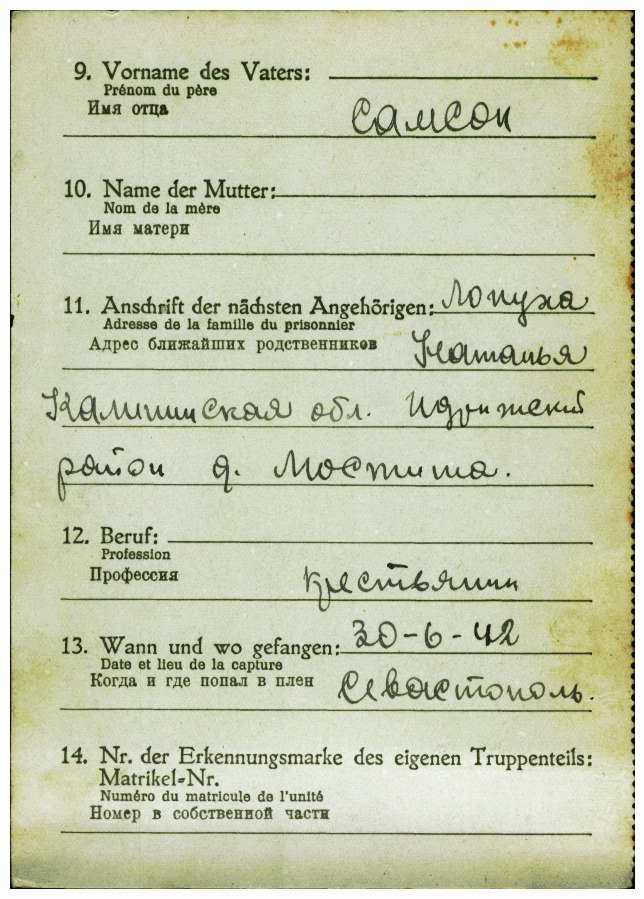 9. Vorname des Vaters:
Prénom du père
Имя отца
Самсон
10. Name der Mutter:
Nom de la mère
Имя матери
11. Anschrift der nächsten Angehörigen: Лопуха
Adresse de la famille du prisonnier
Адрес ближайших родственников Наталья
Калининская обл. Идрижский
район д. Мостища.
12. Beruf:
Profession
Профессия крестьянин
13. Wann und wo gefangen: 30-6-42
Date et lieu de la capture
Когда и где попал в плен Севастополь.
14. Nr. der Erkennungsmarke des eigenen Truppenteils:
Matrikel-Nr.
Numéro du matricule de l'unité
Номер в собственной части